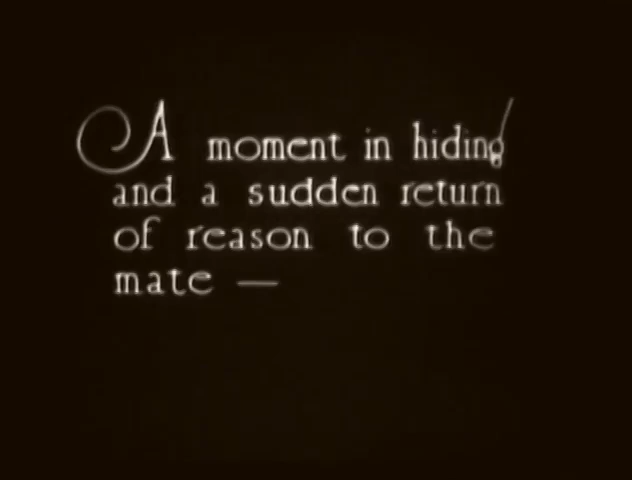 A moment in hiding
and a sudden return
of reason to the
mate —